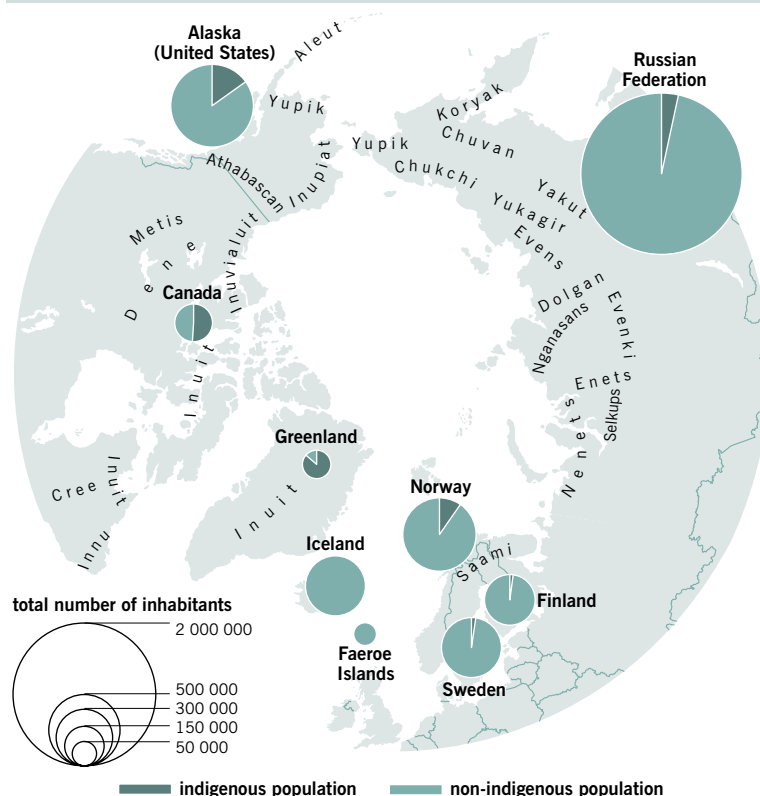 Alaska
(United States)
Aleut
Russian
Federation
Yupik
Koryak
Yupik
Chuvan
Athabascan
Inupiat
Chukchi
Yakut
Yukagir
Metis
Evens
Dene
Inuvialuit
Dolgan
Canada
Evenki
Nganasans
Inuit
Enets
Selkups
Nenets
Greenland
Inuit
Cree
Inuit
Norway
Innu
Iceland
Saami
Finland
total number of inhabitants
2 000 000
Faeroe
Islands
Sweden
500 000
300 000
150 000
50 000
indigenous population
non-indigenous population